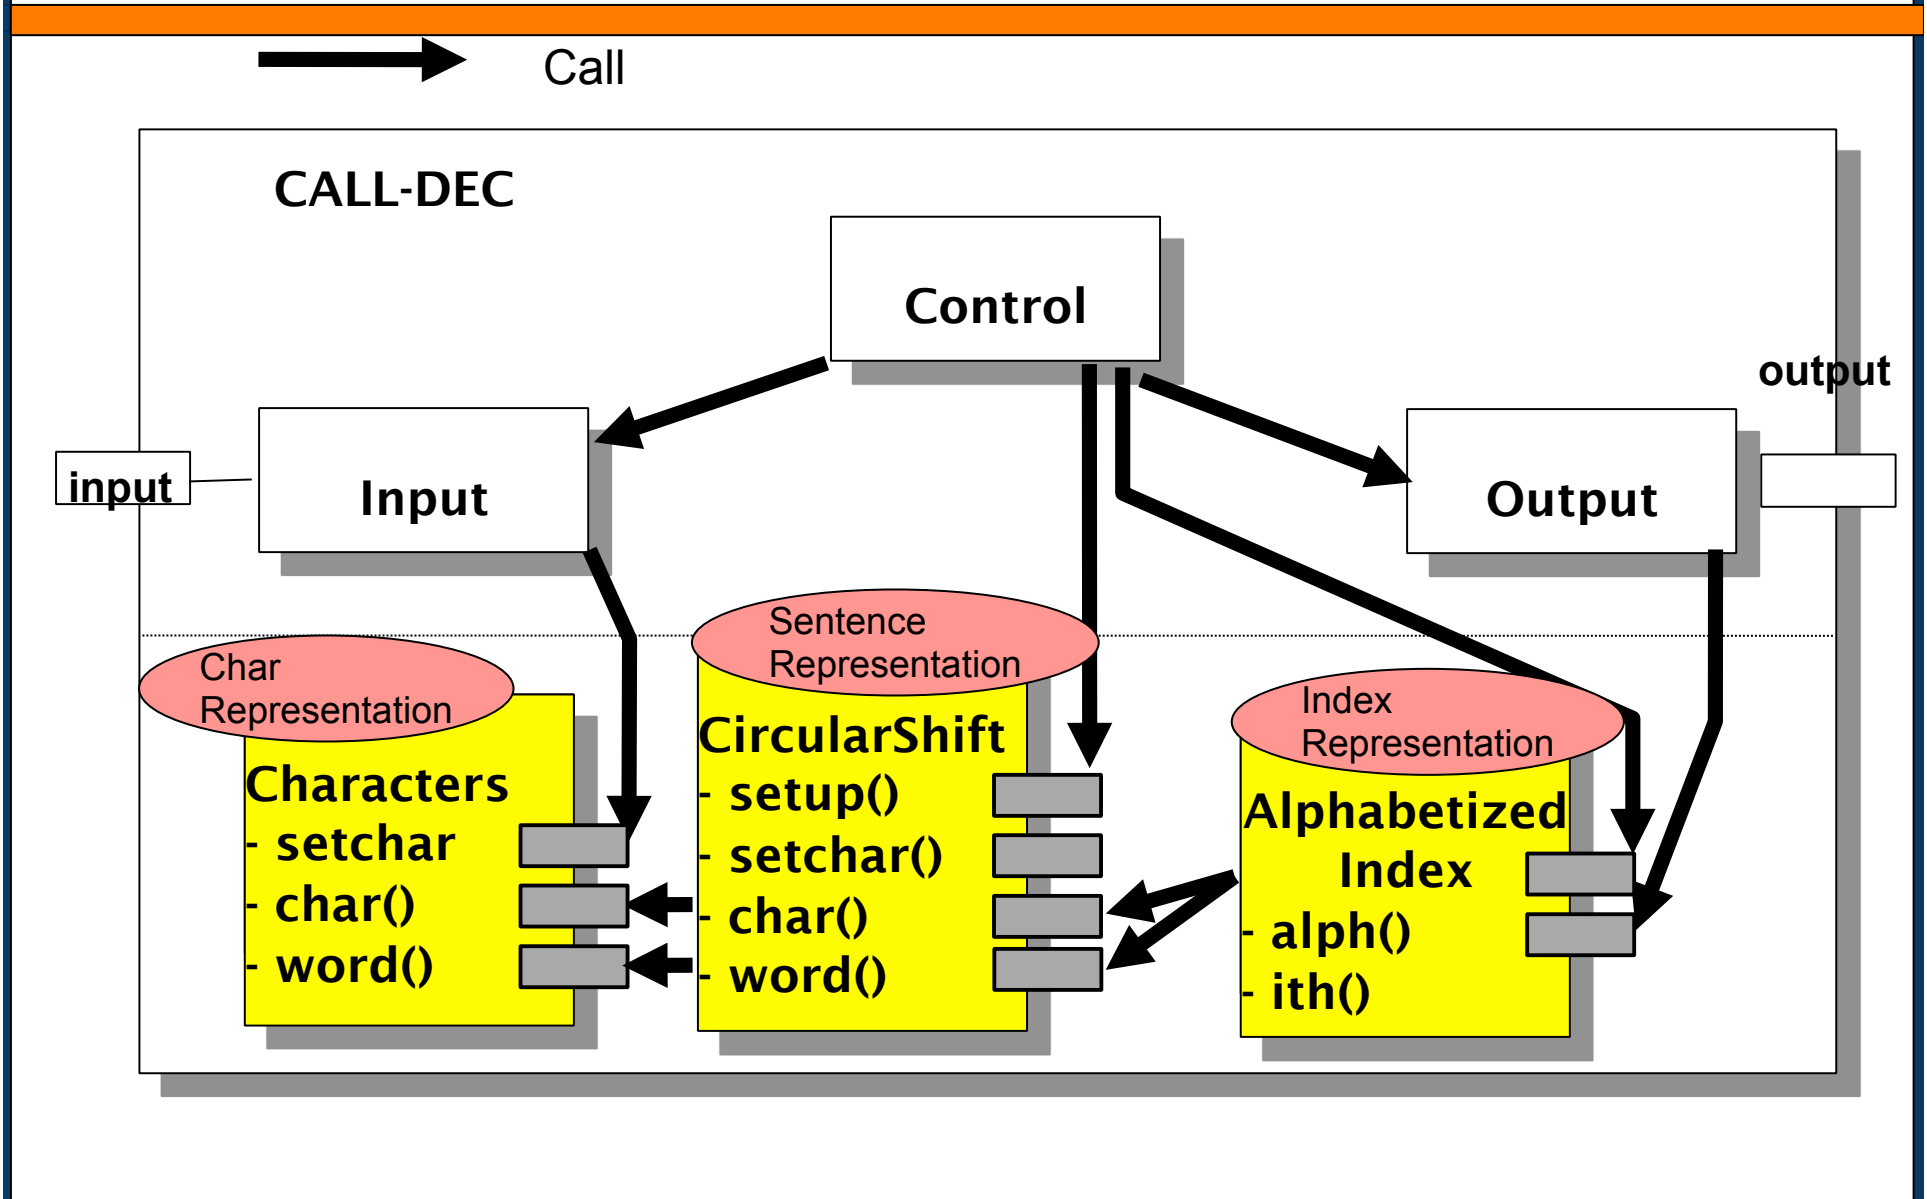 Call
CALL-DEC
Control
output
input
Input
Output
Char
Representation
Characters
- setchar
- char()
- word()
Sentence
Representation
CircularShift
- setup()
- setchar()
- char()
- word()
Index
Representation
Alphabetized
Index
- alph()
- ith()